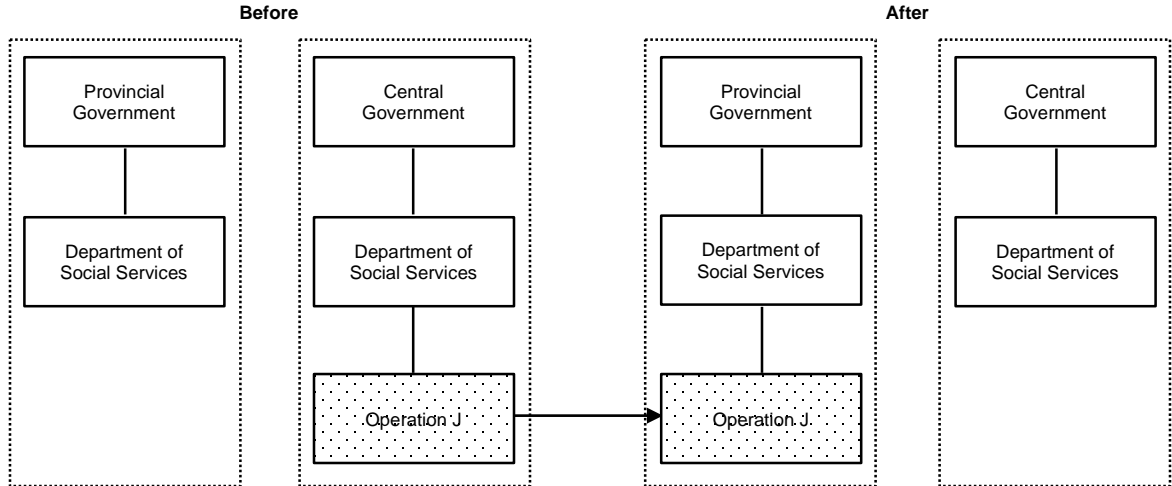 Before
After
Provincial
Government
Central
Government
Provincial
Government
Central
Government
Department of
Social Services
Department of
Social Services
Department of
Social Services
Department of
Social Services
Operation J
Operation J